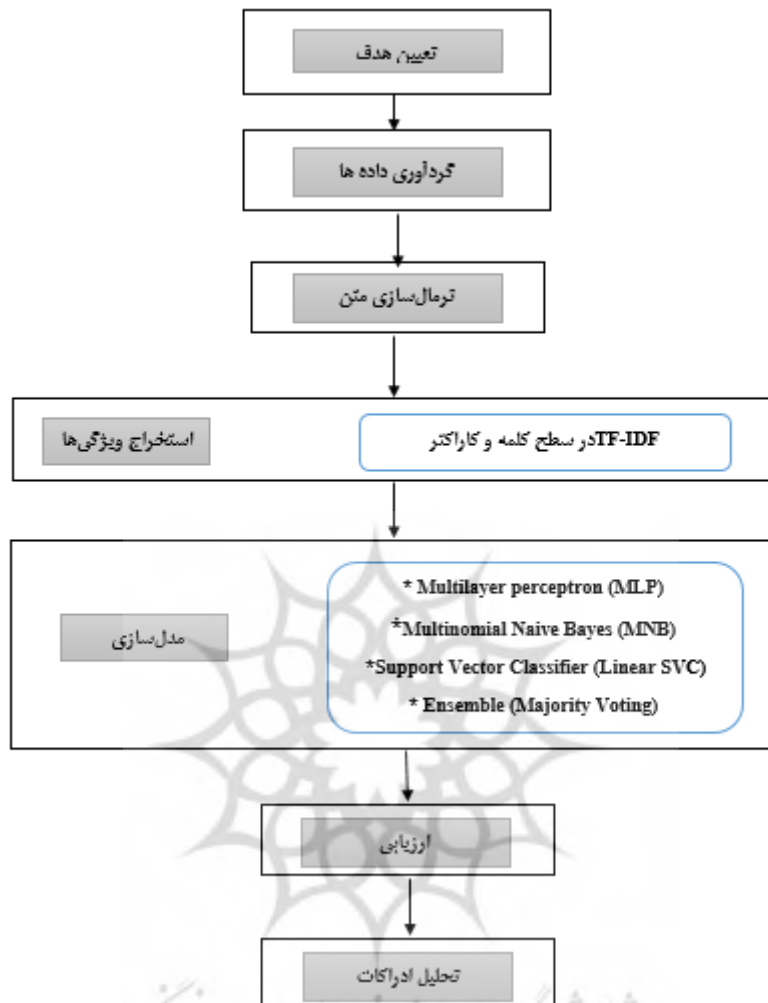 تعیین هدف
گردآوری داده ها
نرمال‌سازی متن
استخراج ویژگی‌ها
TF-IDFدر سطح کلمه و کاراکتر
مدل‌سازی
* Multilayer perceptron (MLP)
*Multinomial Naive Bayes (MNB)
*Support Vector Classifier (Linear SVC)
* Ensemble (Majority Voting)
ارزیابی
تحلیل ادراکات